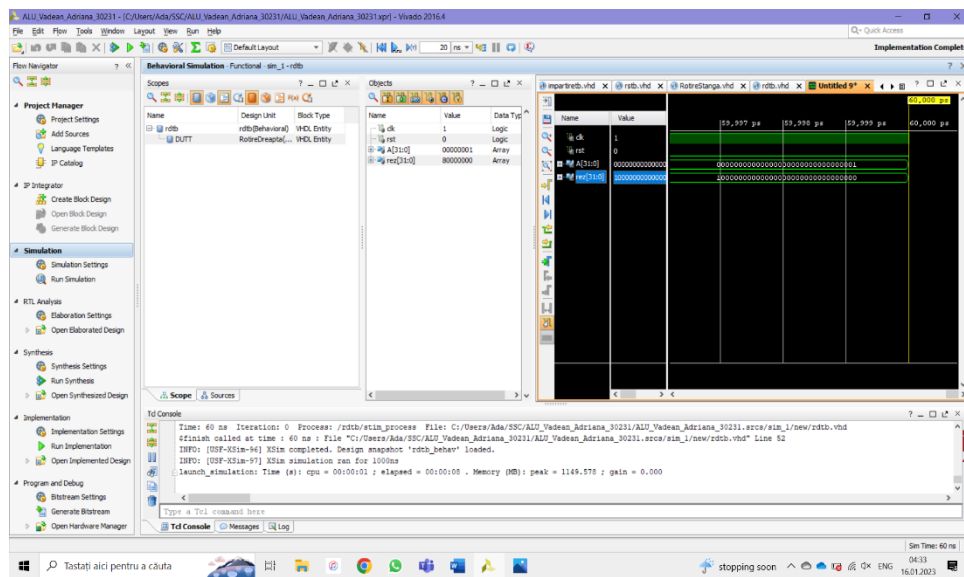 ALU_Vadean_Adriana_30231 - [C:/Users/Ada/SSC/ALU_Vadean_Adriana_30231/ALU_Vadean_Adriana_30231.xpr] - Vivado 2016.4
File Edit Flow Tools Window Layout View Run Help
Q- Quick Access
Default Layout
20 ns
Implementation Complet
Flow Navigator
Behavioral Simulation - Functional - sim_1 - rdtb
Project Manager
Project Settings
Add Sources
Language Templates
IP Catalog
IP Integrator
Create Block Design
Open Block Design
Generate Block Design
Simulation
Simulation Settings
Run Simulation
RTL Analysis
Elaboration Settings
Open Elaborated Design
Synthesis
Synthesis Settings
Run Synthesis
Open Synthesized Design
Implementation
Implementation Settings
Run Implementation
Open Implemented Design
Program and Debug
Bitstream Settings
Generate Bitstream
Open Hardware Manager
Scopes
Name Design Unit Block Type
rdtb rdtb(Behavioral) VHDL Entity
DUTT RotireDreapta(... VHDL Entity
Scope Sources
Objects
Name Value Data Typ
clk 1 Logic
rst 0 Logic
A[31:0] 00000001 Array
rez[31:0] 80000000 Array
impartiretb.vhd rstb.vhd RotireStanga.vhd rdtb.vhd Untitled 9*
60,000 ps
Name Value 59,997 ps 59,998 ps 59,999 ps 60,000 ps
clk 1
rst 0
A[31:0] 0000000000000 00000000000000000000000000000001
rez[31:0] 1000000000000 10000000000000000000000000000000
Tcl Console
Time: 60 ns Iteration: 0 Process: /rdtb/stim_process File: C:/Users/Ada/SSC/ALU_Vadean_Adriana_30231/ALU_Vadean_Adriana_30231.srcs/sim_1/new/rdtb.vhd
$finish called at time : 60 ns : File "C:/Users/Ada/SSC/ALU_Vadean_Adriana_30231/ALU_Vadean_Adriana_30231.srcs/sim_1/new/rdtb.vhd" Line 52
INFO: [USF-XSim-96] XSim completed. Design snapshot 'rdtb_behav' loaded.
INFO: [USF-XSim-97] XSim simulation ran for 1000ns
launch_simulation: Time (s): cpu = 00:00:01 ; elapsed = 00:00:08 . Memory (MB): peak = 1149.578 ; gain = 0.000
Type a Tcl command here
Tcl Console Messages Log
Sim Time: 60 ns
Tastați aici pentru a căuta
stopping soon
ENG
04:33
16.01.2023